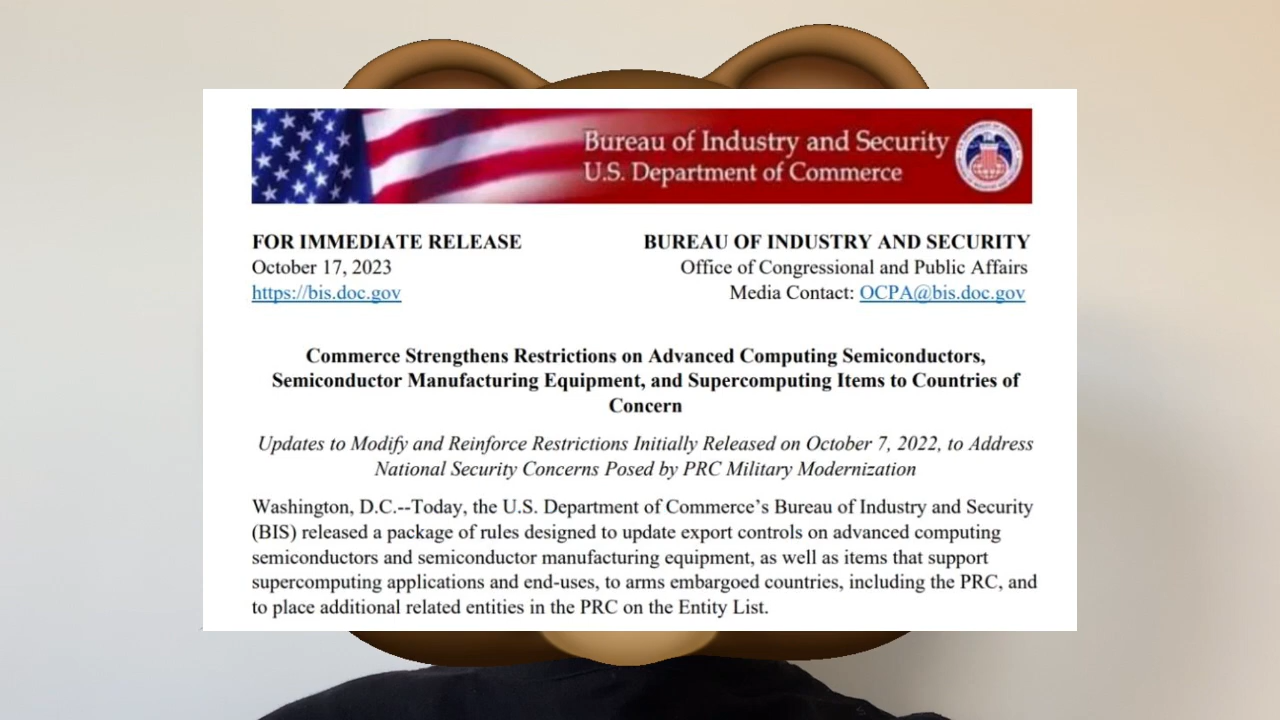 Bureau of Industry and Security
U.S. Department of Commerce
FOR IMMEDIATE RELEASE
BUREAU OF INDUSTRY AND SECURITY
October 17, 2023
Office of Congressional and Public Affairs
https://bis.doc.gov
Media Contact: OCPA@bis.doc.gov
Commerce Strengthens Restrictions on Advanced Computing Semiconductors,
Semiconductor Manufacturing Equipment, and Supercomputing Items to Countries of
Concern
Updates to Modify and Reinforce Restrictions Initially Released on October 7, 2022, to Address
National Security Concerns Posed by PRC Military Modernization
Washington, D.C.--Today, the U.S. Department of Commerce’s Bureau of Industry and Security
(BIS) released a package of rules designed to update export controls on advanced computing
semiconductors and semiconductor manufacturing equipment, as well as items that support
supercomputing applications and end-uses, to arms embargoed countries, including the PRC, and
to place additional related entities in the PRC on the Entity List.